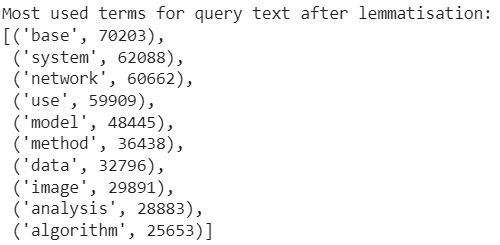 Most used terms for query text after lemmatisation:
[('base', 70203),
 ('system', 62088),
 ('network', 60662),
 ('use', 59909),
 ('model', 48445),
 ('method', 36438),
 ('data', 32796),
 ('image', 29891),
 ('analysis', 28883),
 ('algorithm', 25653)]